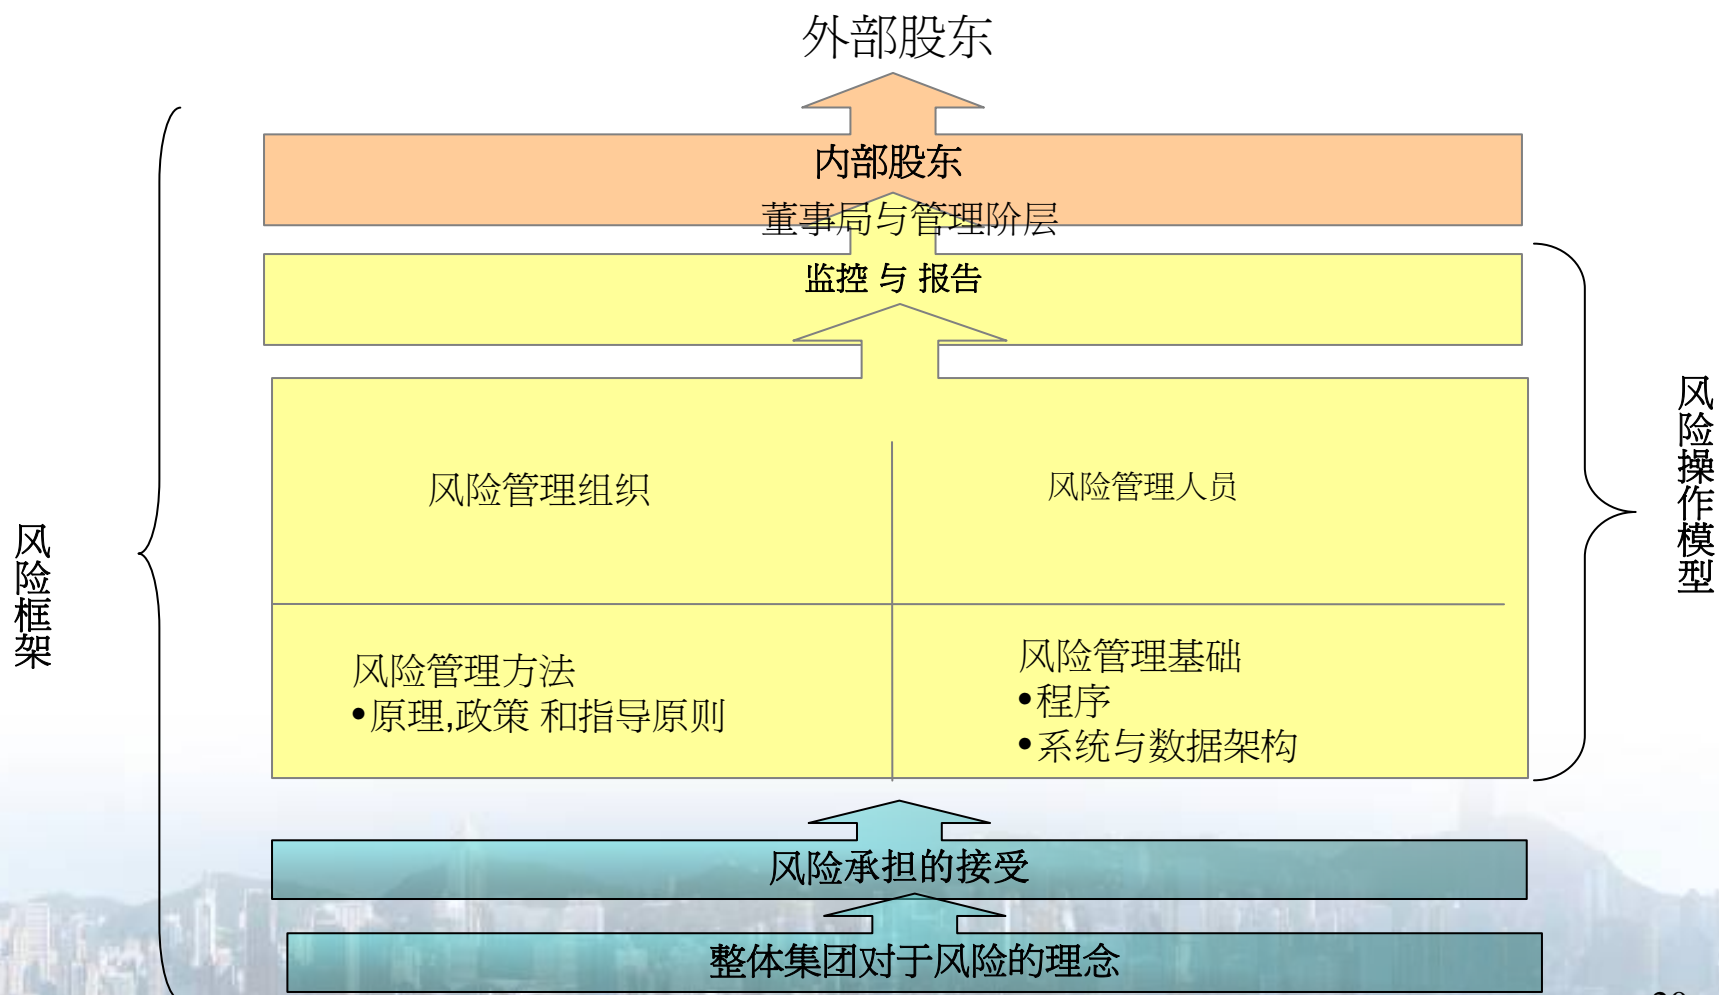 外部股东
内部股东
董事局与管理阶层
监控 与 报告
风险管理组织
风险管理人员
风险管理方法
•原理,政策 和指导原则
风险管理基础
•程序
•系统与数据架构
风险承担的接受
整体集团对于风险的理念
风险框架
风险操作模型